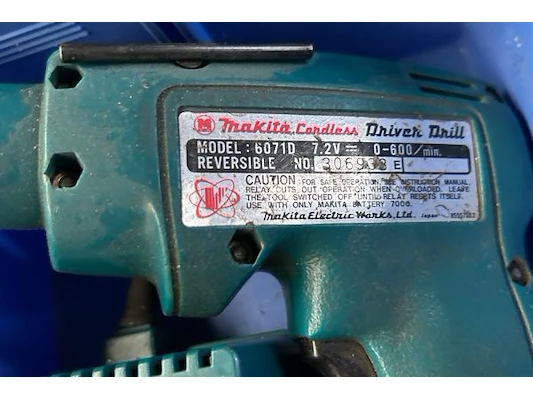 M makita Cordless Driver Drill
MODEL: 6071D 7.2V ⎓ 0-600/min.
REVERSIBLE NO. 306933 E
CAUTION: FOR SAFE OPERATION, SEE INSTRUCTION MANUAL.
RELAY CUTS OUT OPERATION WHEN OVERLOADED. LEAVE
THE TOOL SWITCHED OFF UNTIL RELAY RESETS ITSELF.
USE WITH ONLY MAKITA BATTERY 7000.
Makita Electric Works, Ltd. Japan